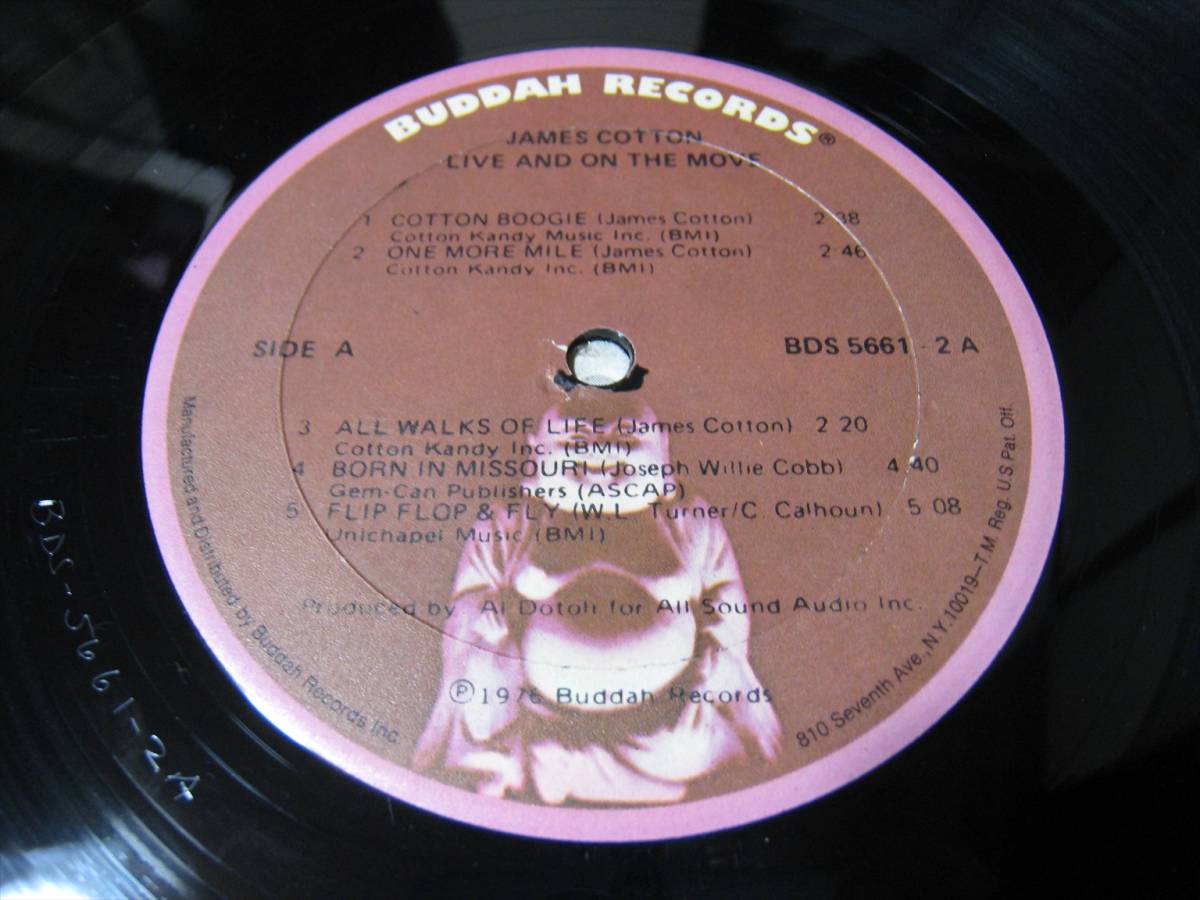 BUDDAH RECORDS®
JAMES COTTON
LIVE AND ON THE MOVE
1 COTTON BOOGIE (James Cotton) 2 38
Cotton Kandy Music Inc. (BMI)
2 ONE MORE MILE (James Cotton) 2 46
Cotton Kandy Inc. (BMI)
SIDE A
BDS 5661 - 2 A
3 ALL WALKS OF LIFE (James Cotton) 2 20
Cotton Kandy Inc. (BMI)
4 BORN IN MISSOURI (Joseph Willie Cobb) 4 40
Gem-Can Publishers (ASCAP)
5 FLIP FLOP & FLY (W.L. Turner/C. Calhoun) 5 08
Unichapel Music (BMI)
Produced by: Al Dotoli for All Sound Audio Inc.
Ⓟ1976 Buddah Records
Manufactured and Distributed by Buddah Records Inc.
810 Seventh Ave., N.Y. 10019—T.M. Reg. U.S. Pat. Off.
BDS-5661-2A